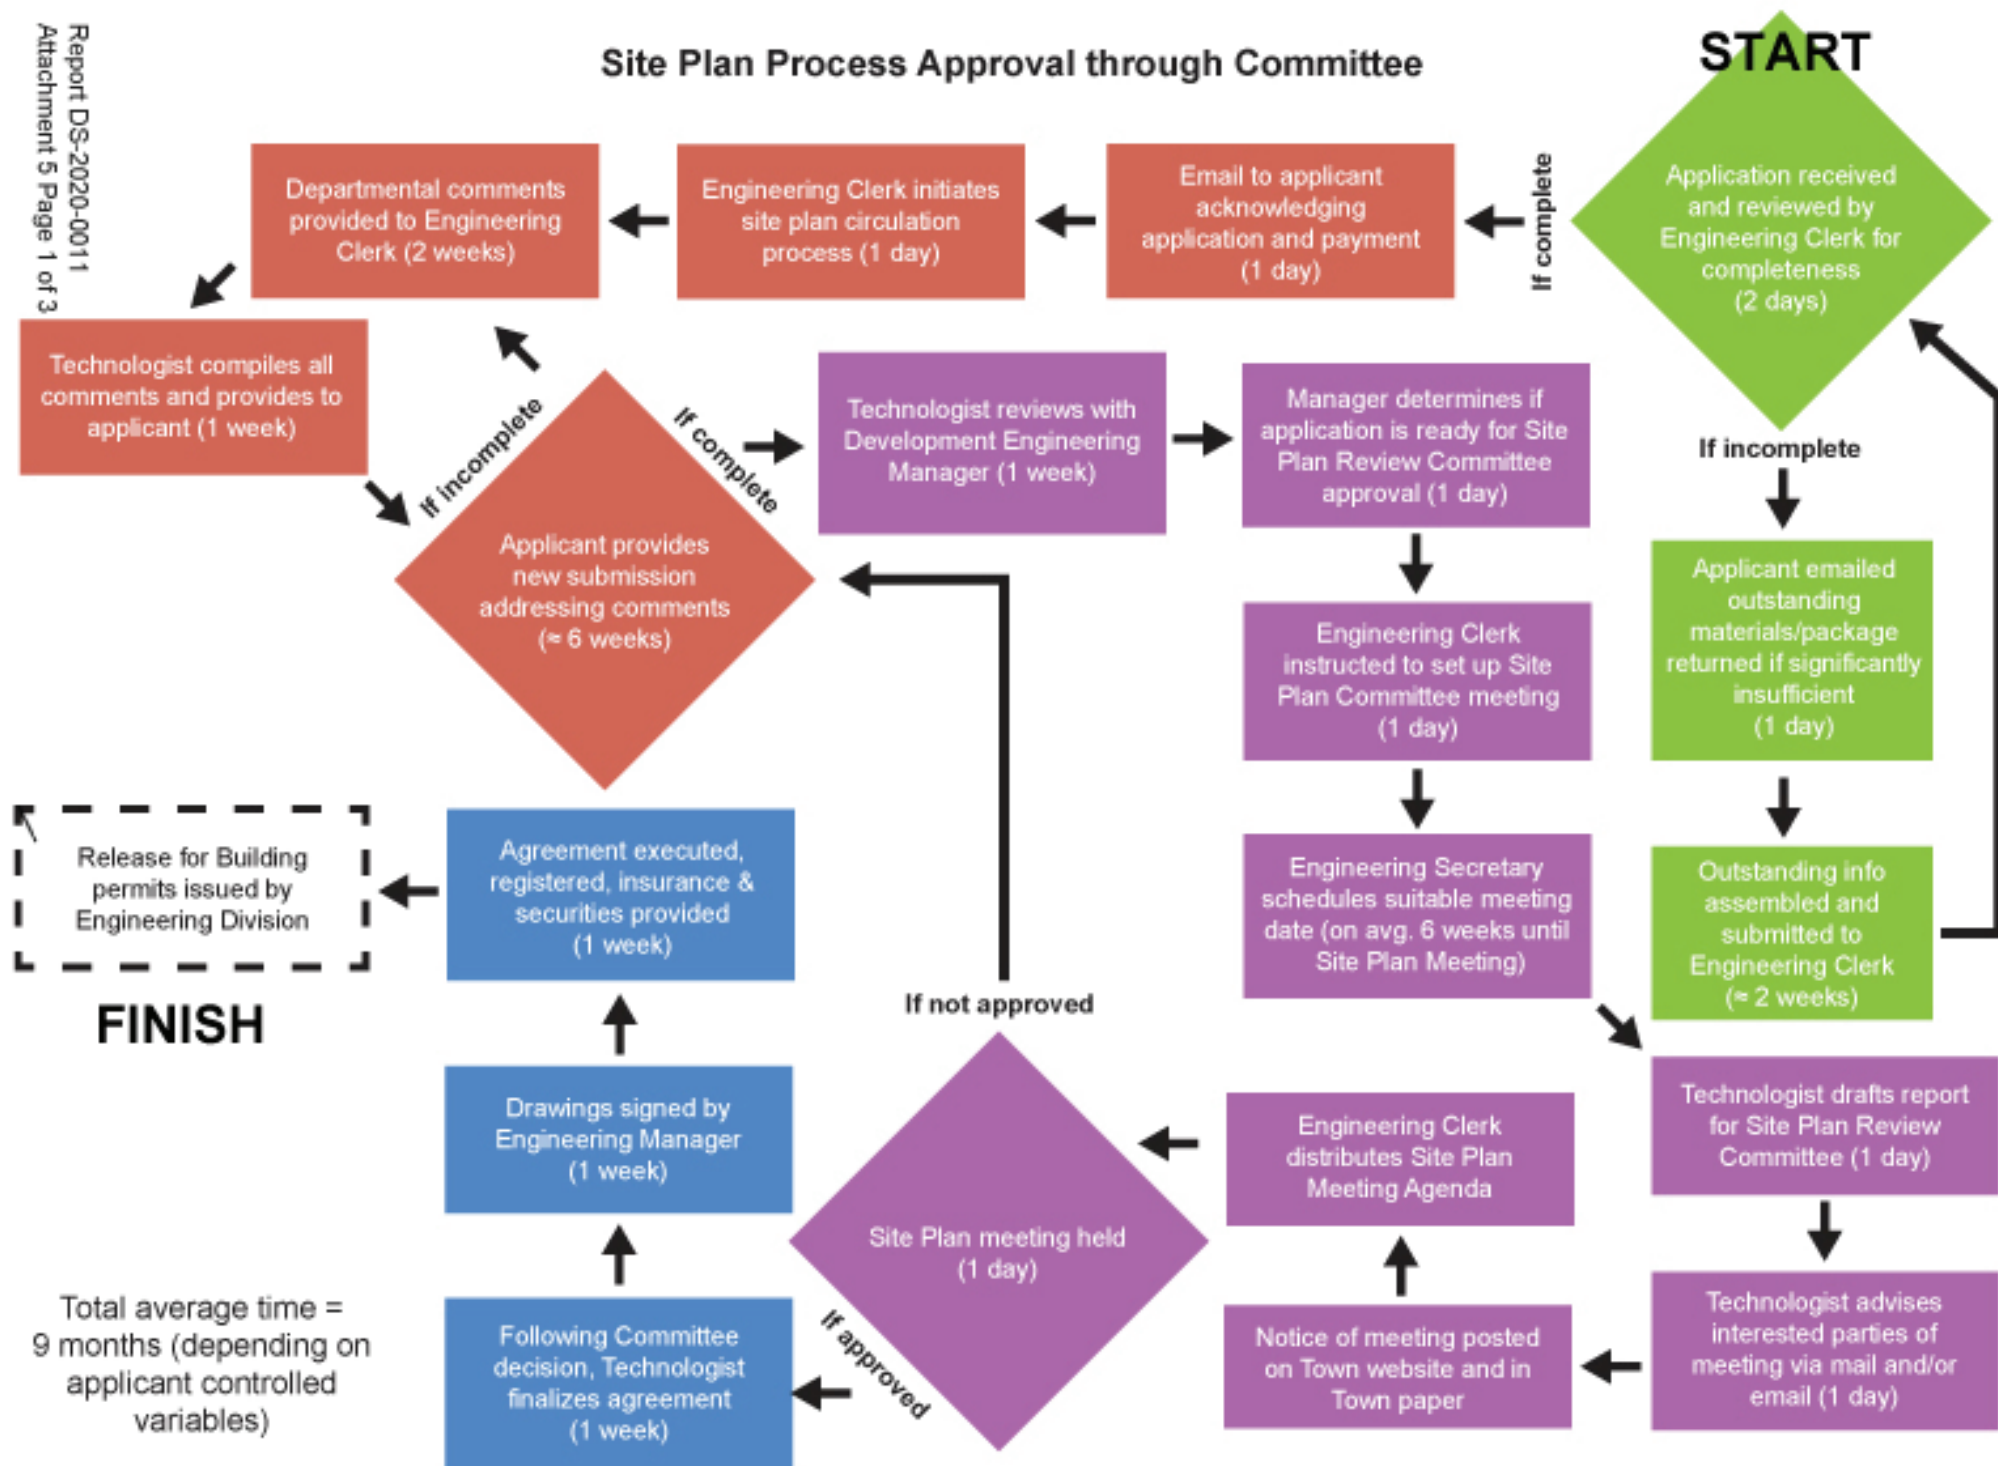 Report DS-2020-0011
Attachment 5 Page 1 of 3
Site Plan Process Approval through Committee
START
Application received
and reviewed by
Engineering Clerk for
completeness
(2 days)
If complete
Email to applicant
acknowledging
application and payment
(1 day)
Engineering Clerk initiates
site plan circulation
process (1 day)
Departmental comments
provided to Engineering
Clerk (2 weeks)
Technologist compiles all
comments and provides to
applicant (1 week)
If incomplete
If complete
Applicant provides
new submission
addressing comments
(≈ 6 weeks)
Technologist reviews with
Development Engineering
Manager (1 week)
Manager determines if
application is ready for Site
Plan Review Committee
approval (1 day)
If incomplete
Applicant emailed
outstanding
materials/package
returned if significantly
insufficient
(1 day)
Outstanding info
assembled and
submitted to
Engineering Clerk
(≈ 2 weeks)
Engineering Clerk
instructed to set up Site
Plan Committee meeting
(1 day)
Engineering Secretary
schedules suitable meeting
date (on avg. 6 weeks until
Site Plan Meeting)
Technologist drafts report
for Site Plan Review
Committee (1 day)
Technologist advises
interested parties of
meeting via mail and/or
email (1 day)
Notice of meeting posted
on Town website and in
Town paper
Engineering Clerk
distributes Site Plan
Meeting Agenda
If not approved
Site Plan meeting held
(1 day)
If approved
Following Committee
decision, Technologist
finalizes agreement
(1 week)
Drawings signed by
Engineering Manager
(1 week)
Agreement executed,
registered, insurance &
securities provided
(1 week)
Release for Building
permits issued by
Engineering Division
FINISH
Total average time =
9 months (depending on
applicant controlled
variables)